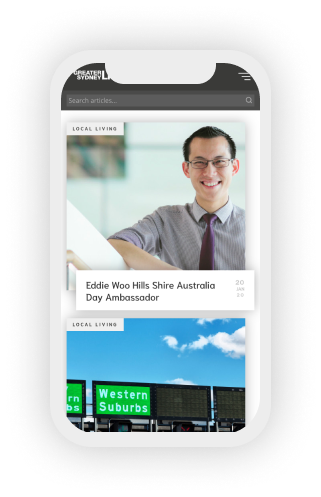 GREATER
SYDNEY
Search articles...
LOCAL LIVING
Eddie Woo Hills Shire Australia
Day Ambassador
20
JAN
20
LOCAL LIVING
Western
Suburbs